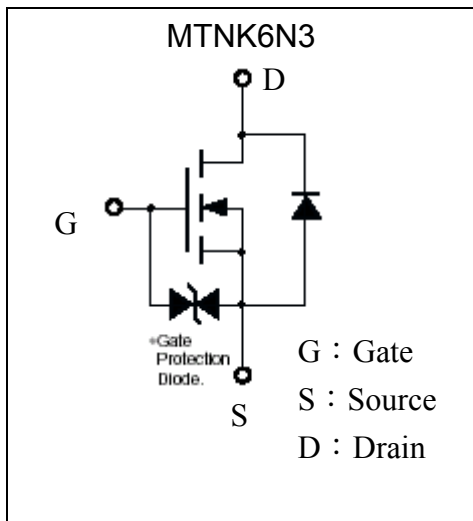 MTNK6N3
D
G
*Gate
Protection
Diode.
S
G：Gate
S：Source
D：Drain